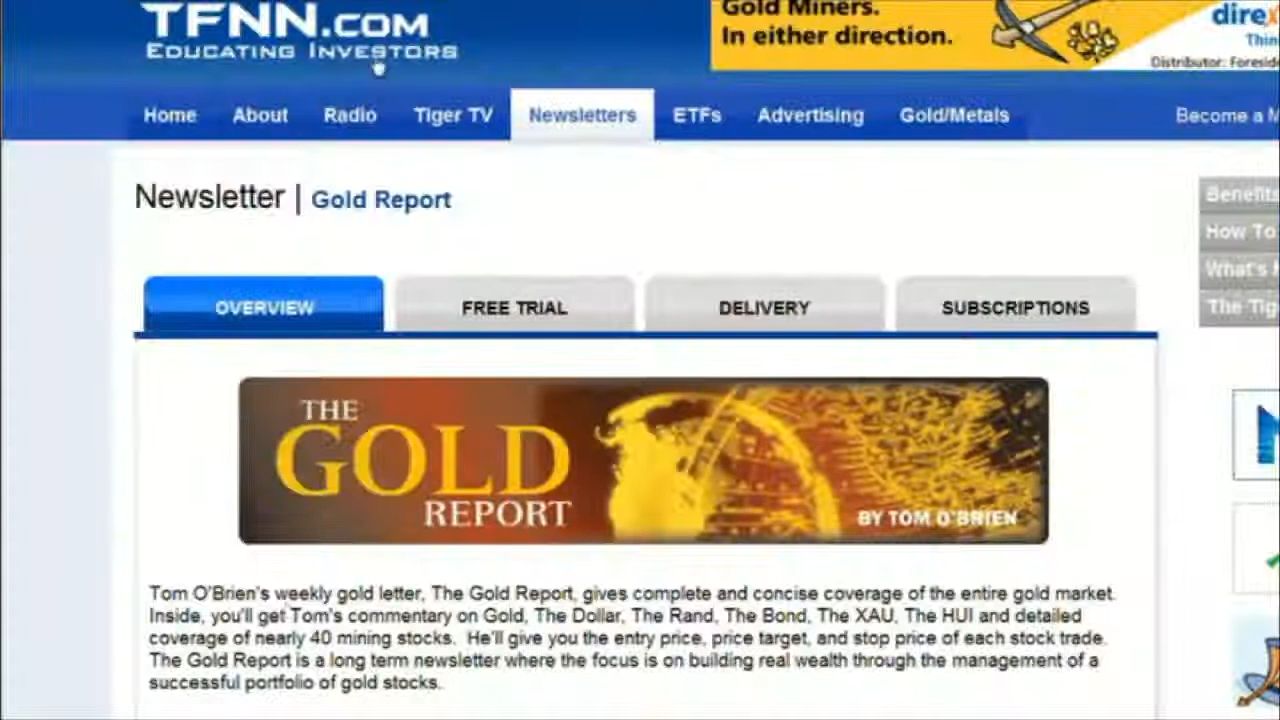 TFNN.COM
EDUCATING INVESTORS
Gold Miners.
In either direction.
Distributor:
Home About Radio Tiger TV Newsletters ETFs Advertising Gold/Metals Become a
Newsletter | Gold Report
Benefits
How To
What's
The
OVERVIEW FREE TRIAL DELIVERY SUBSCRIPTIONS
THE
GOLD
REPORT
BY TOM O'BRIEN
Tom O'Brien's weekly gold letter, The Gold Report, gives complete and concise coverage of the entire gold market.
Inside, you'll get Tom's commentary on Gold, The Dollar, The Rand, The Bond, The XAU, The HUI and detailed
coverage of nearly 40 mining stocks. He'll give you the entry price, price target, and stop price of each stock trade.
The Gold Report is a long term newsletter where the focus is on building real wealth through the management of a
successful portfolio of gold stocks.